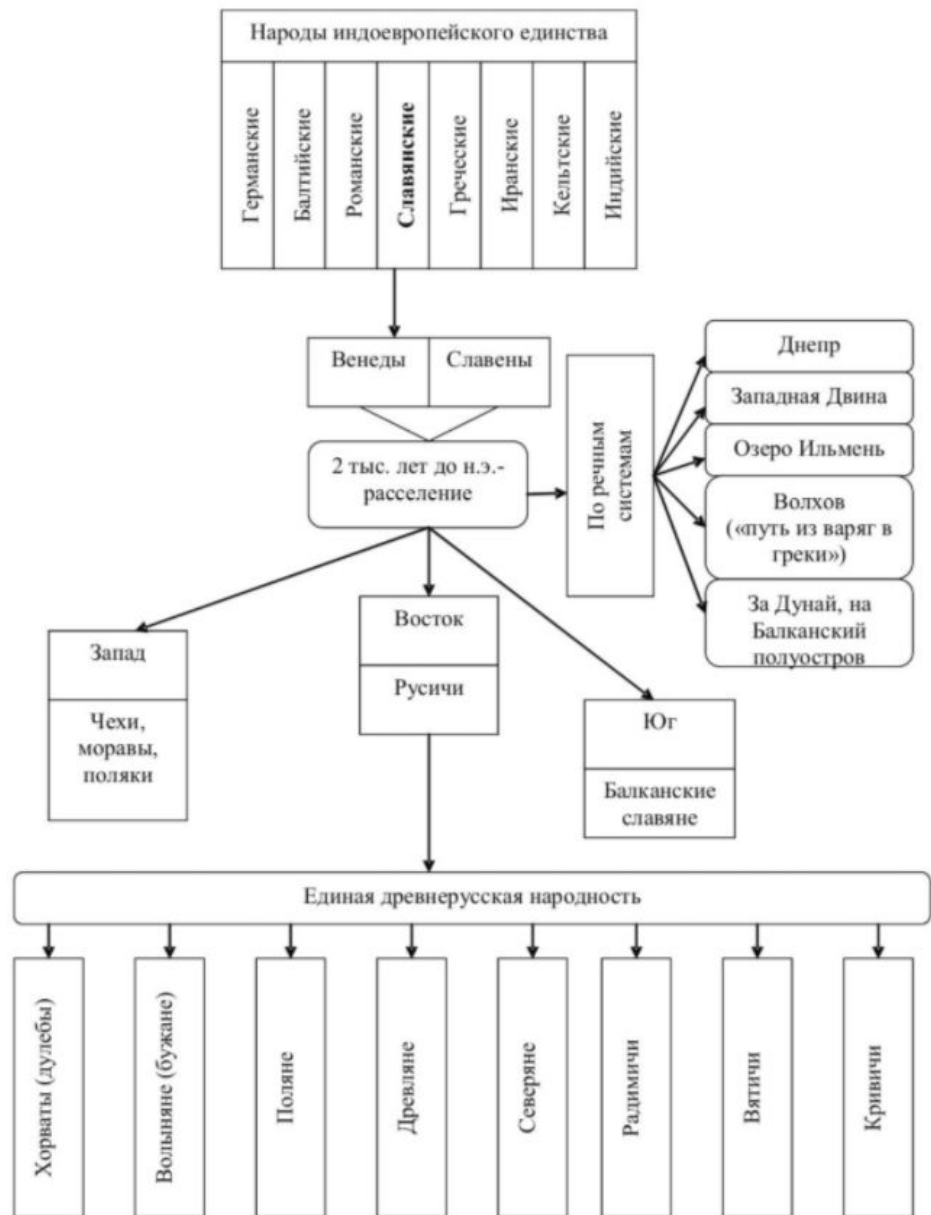 Народы индоевропейского единства
Германские
Балтийские
Романские
Славянские
Греческие
Иранские
Кельтские
Индийские
Венеды
Славены
2 тыс. лет до н.э.-
расселение
По речным
системам
Днепр
Западная Двина
Озеро Ильмень
Волхов
(«путь из варяг в
греки»)
За Дунай, на
Балканский
полуостров
Запад
Чехи,
моравы,
поляки
Восток
Русичи
Юг
Балканские
славяне
Единая древнерусская народность
Хорваты (дулебы)
Волыняне (бужане)
Поляне
Древляне
Северяне
Радимичи
Вятичи
Кривичи